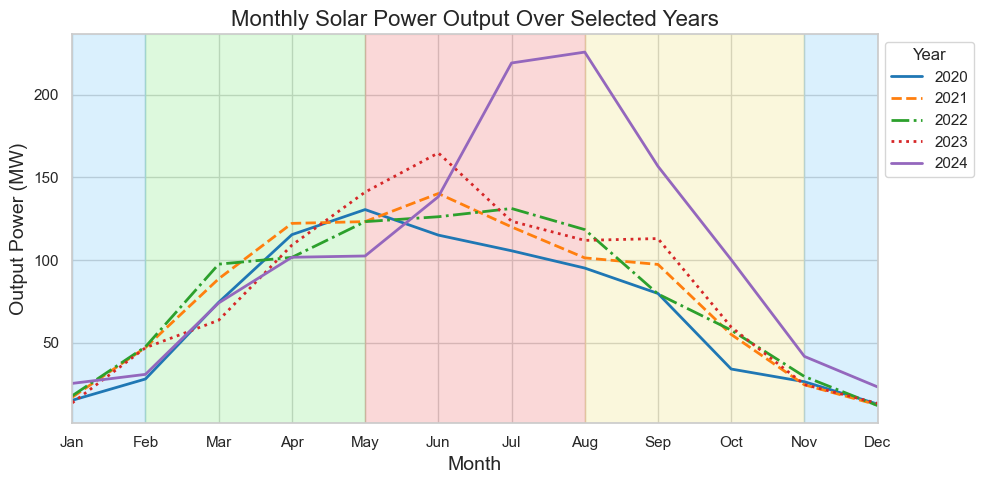 Monthly Solar Power Output Over Selected Years
Output Power (MW)
200
150
100
50
Jan Feb Mar Apr May Jun Jul Aug Sep Oct Nov Dec
Month
Year
2020
2021
2022
2023
2024